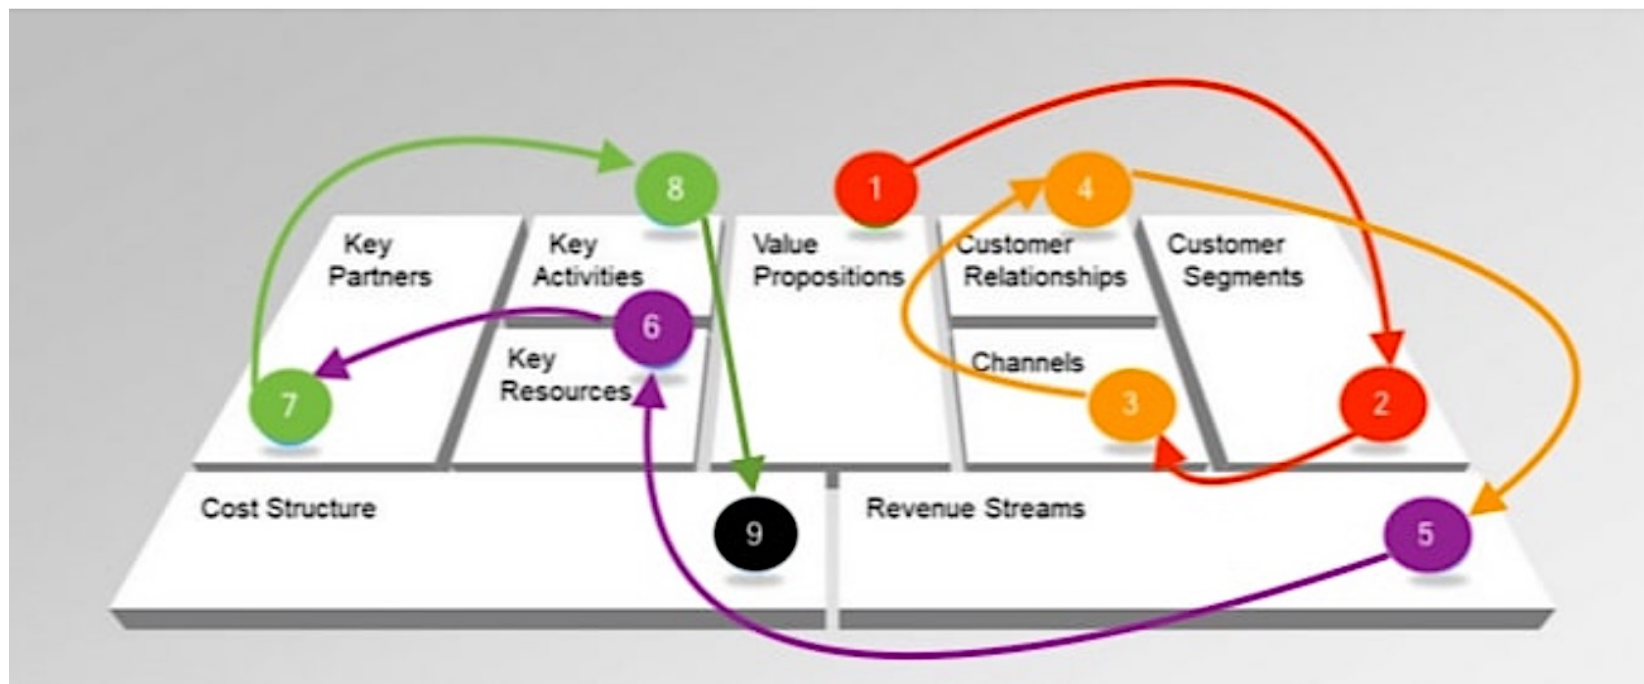 8
1
4
Key
Partners
Key
Activities
Value
Propositions
Customer
Relationships
Customer
Segments
6
Key
Resources
Channels
7
3
2
Cost Structure
9
Revenue Streams
5